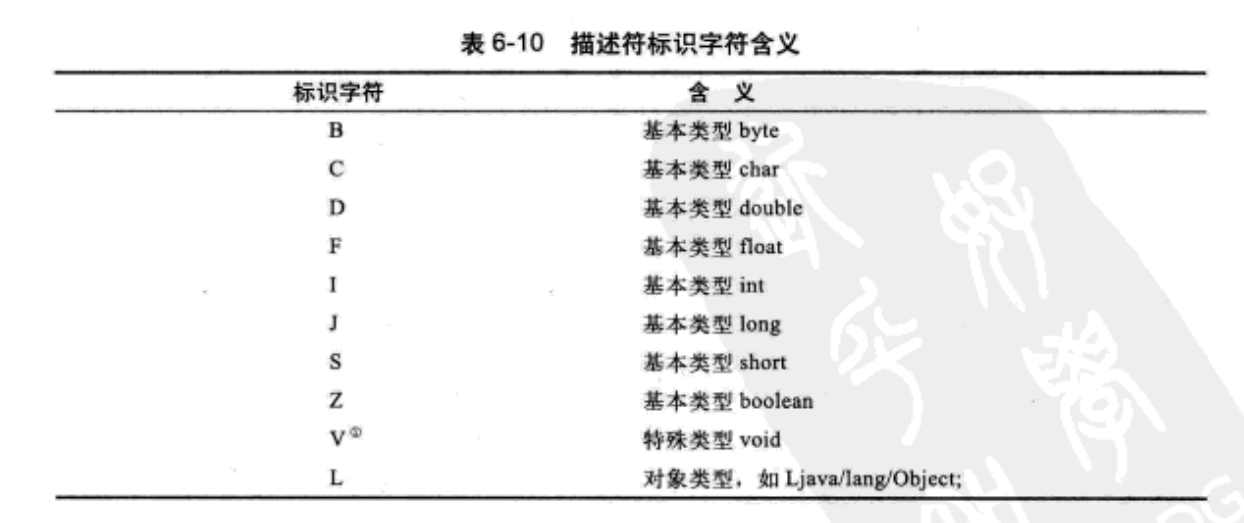 表 6-10 描述符标识字符含义
标识字符 含 义
B 基本类型 byte
C 基本类型 char
D 基本类型 double
F 基本类型 float
I 基本类型 int
J 基本类型 long
S 基本类型 short
Z 基本类型 boolean
V① 特殊类型 void
L 对象类型，如 Ljava/lang/Object;